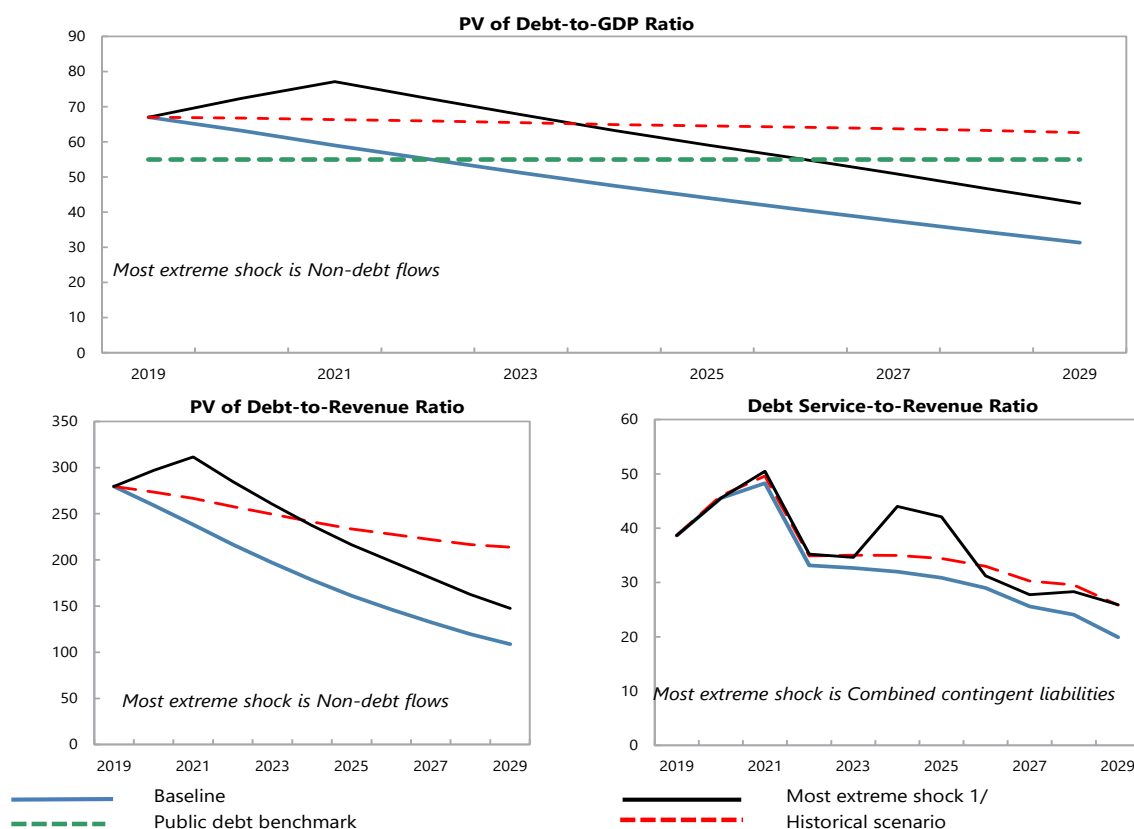 PV of Debt-to-GDP Ratio
90
80
70
60
50
40
30
20
10
0
Most extreme shock is Non-debt flows
2019 2021 2023 2025 2027 2029
PV of Debt-to-Revenue Ratio
350
300
250
200
150
100
50
0
Most extreme shock is Non-debt flows
2019 2021 2023 2025 2027 2029
Debt Service-to-Revenue Ratio
60
50
40
30
20
10
0
Most extreme shock is Combined contingent liabilities
2019 2021 2023 2025 2027 2029
Baseline
Public debt benchmark
Most extreme shock 1/
Historical scenario